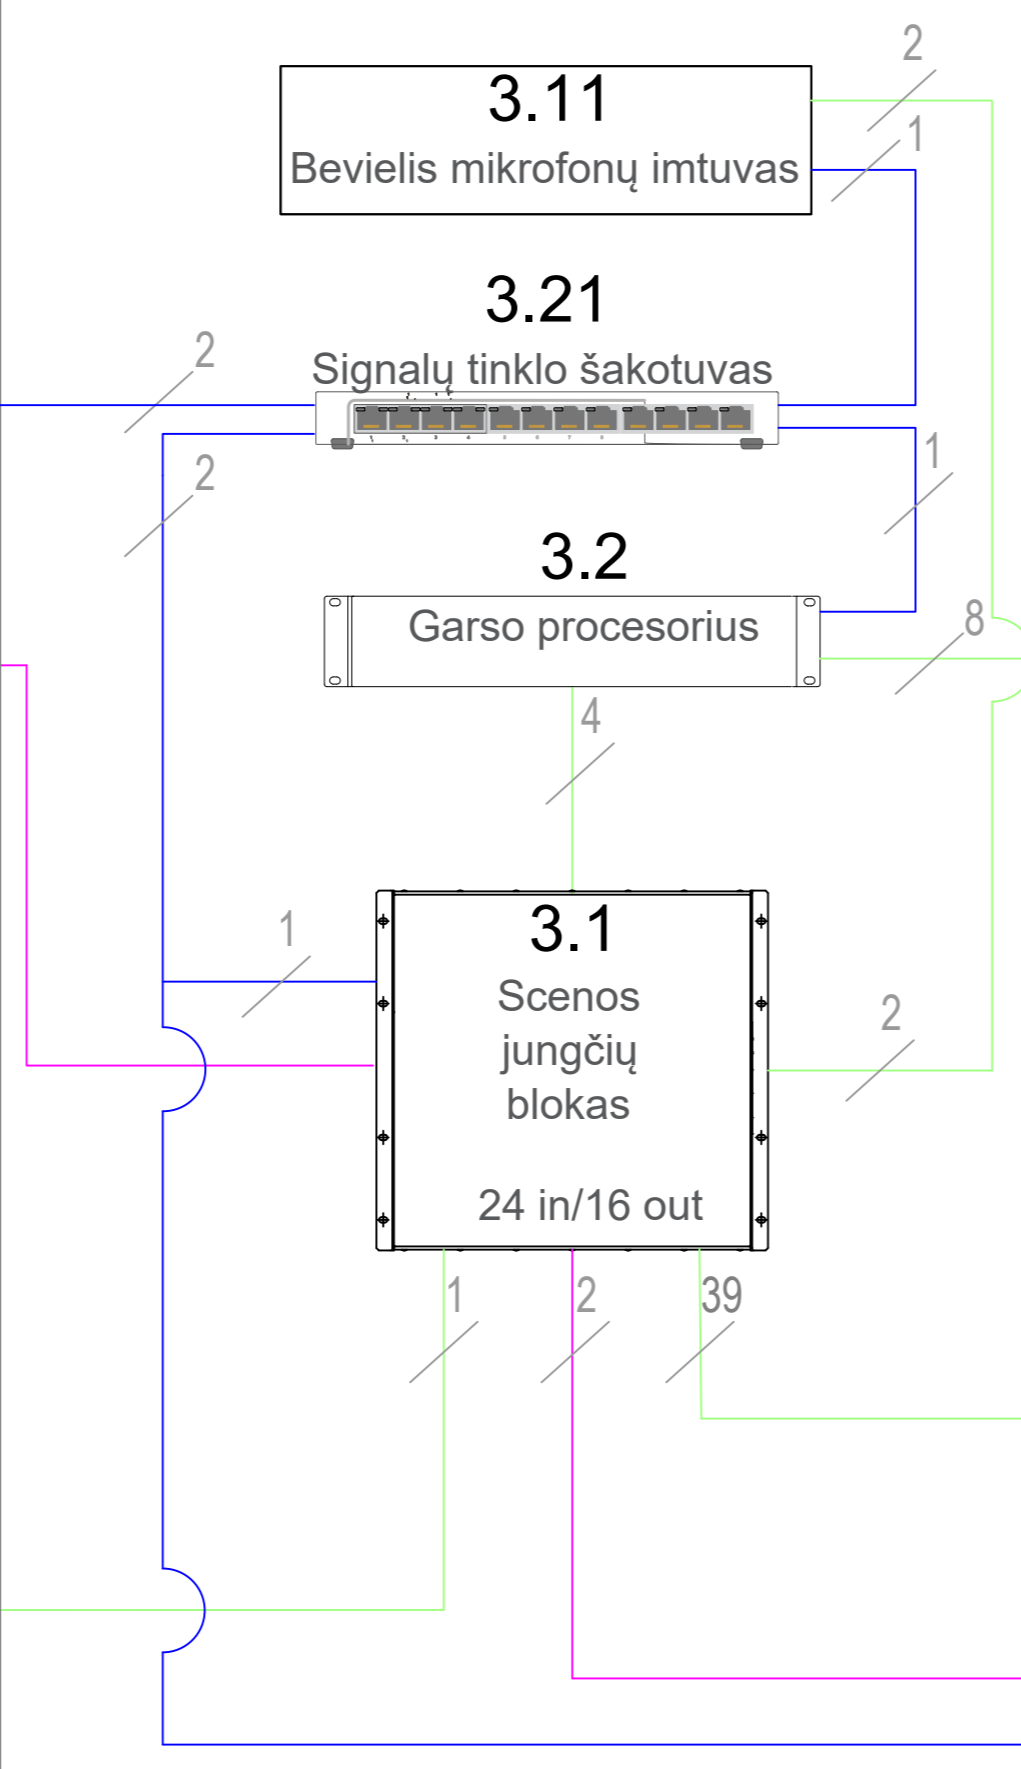 2
3.11
1
Bevielis mikrofonų imtuvas
3.21
2
Signalų tinklo šakotuvas
1
2
3.2
8
Garso procesorius
4
3.1
1
Scenos
2
jungčių
blokas
24 in/16 out
1
2
39